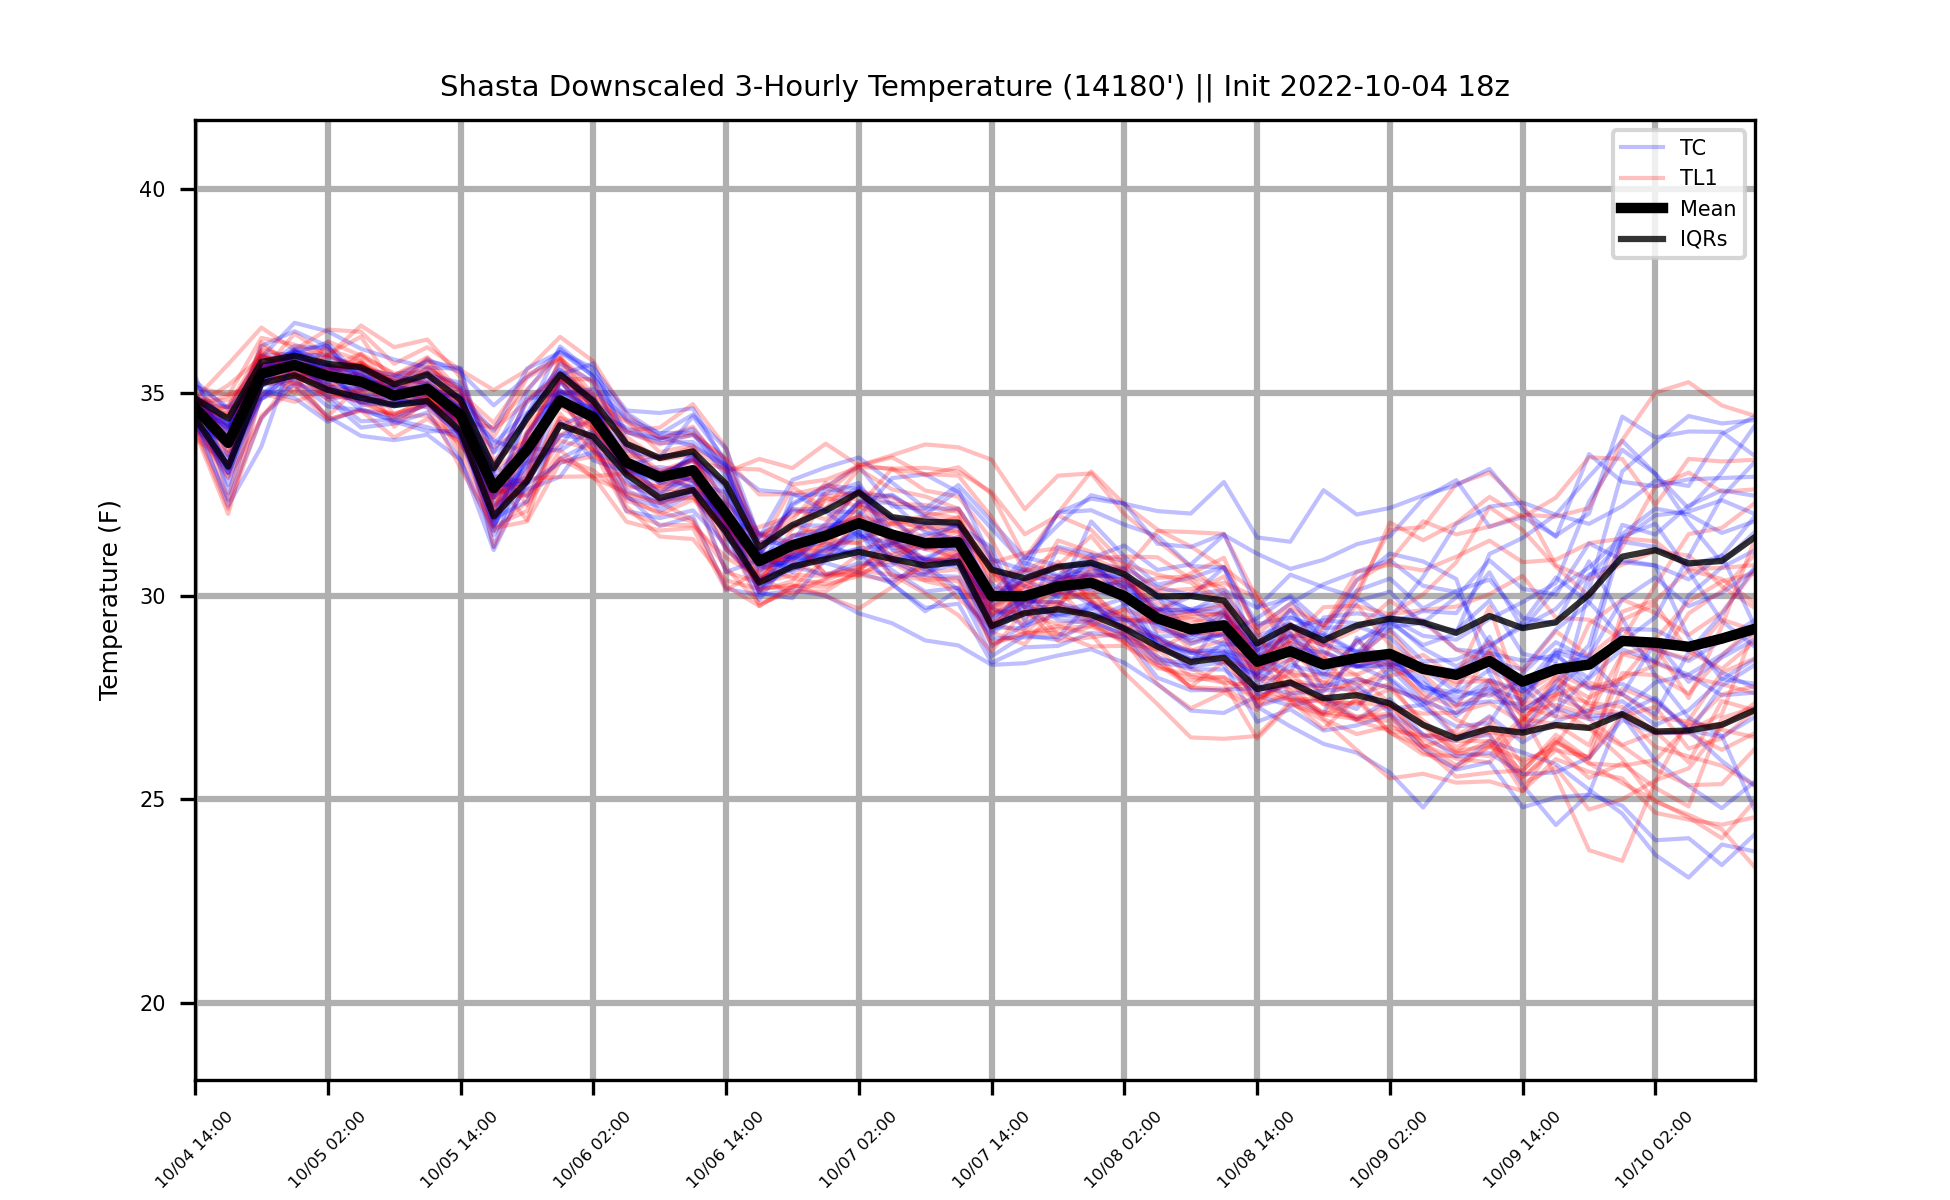 Shasta Downscaled 3-Hourly Temperature (14180') || Init 2022-10-04 18z
TC
TL1
Mean
IQRs
Temperature (F)
40
35
30
25
20
10/04 14:00
10/05 02:00
10/05 14:00
10/06 02:00
10/06 14:00
10/07 02:00
10/07 14:00
10/08 02:00
10/08 14:00
10/09 02:00
10/09 14:00
10/10 02:00